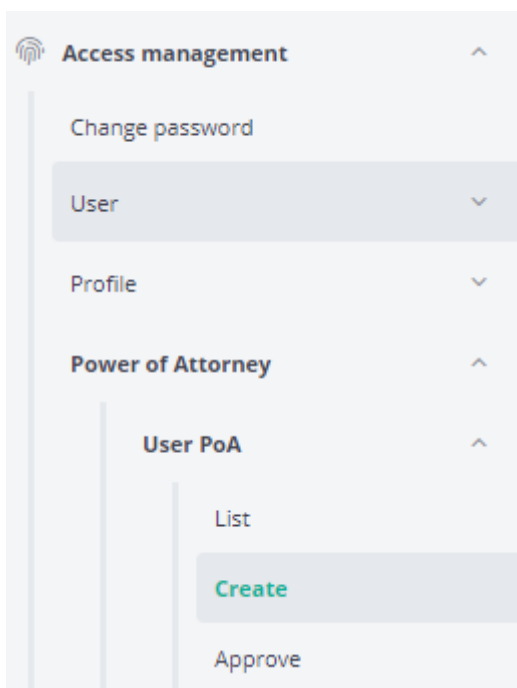 Access management
Change password
User
Profile
Power of Attorney
User PoA
List
Create
Approve